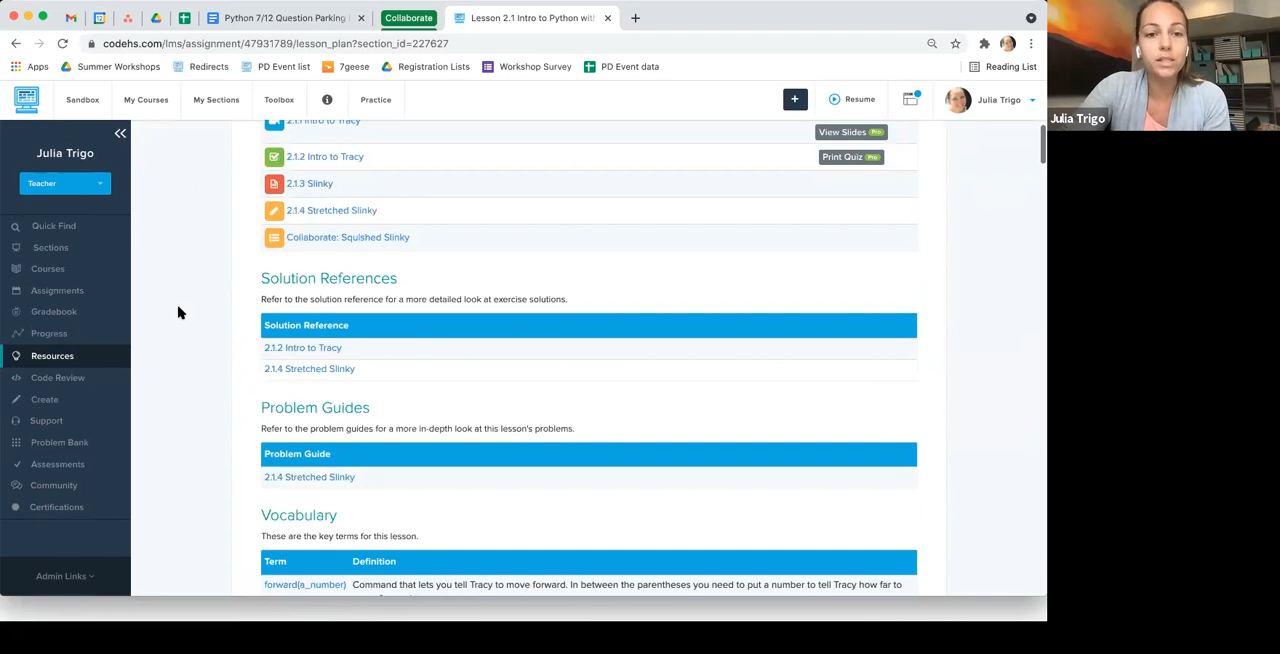 Python 7/12 Question Parking
Collaborate
Lesson 2.1 Intro to Python with
codehs.com/lms/assignment/47931789/lesson_plan?section_id=227627
Apps
Summer Workshops
Redirects
PD Event list
7geese
Registration Lists
Workshop Survey
PD Event data
Reading List
Sandbox
My Courses
My Sections
Toolbox
Practice
Resume
Julia Trigo
Julia Trigo
Julia Trigo
Teacher
Quick Find
Sections
Courses
Assignments
Gradebook
Progress
Resources
Code Review
Create
Support
Problem Bank
Assessments
Community
Certifications
Admin Links
2.1.1 Intro to Tracy
View Slides Pro
2.1.2 Intro to Tracy
Print Quiz Pro
2.1.3 Slinky
2.1.4 Stretched Slinky
Collaborate: Squished Slinky
Solution References
Refer to the solution reference for a more detailed look at exercise solutions.
Solution Reference
2.1.2 Intro to Tracy
2.1.4 Stretched Slinky
Problem Guides
Refer to the problem guides for a more in-depth look at this lesson's problems.
Problem Guide
2.1.4 Stretched Slinky
Vocabulary
These are the key terms for this lesson.
Term Definition
forward(a_number) Command that lets you tell Tracy to move forward. In between the parentheses you need to put a number to tell Tracy how far to